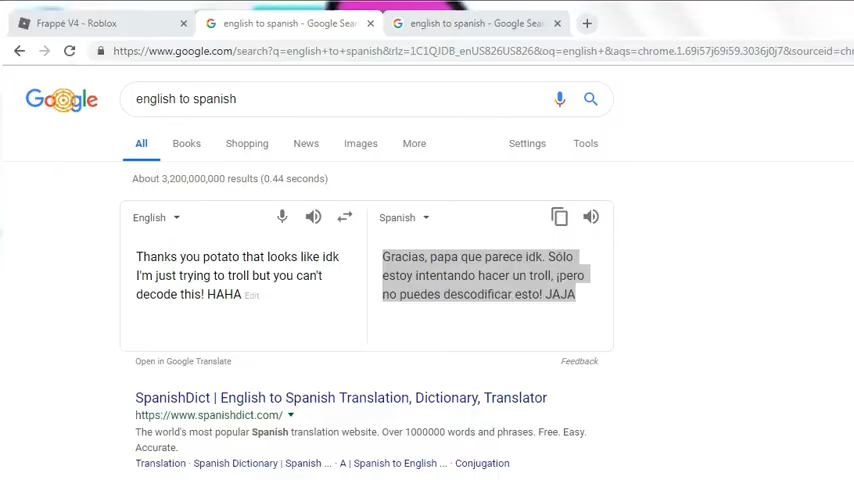 Frappé V4 - Roblox
english to spanish - Google Sear
english to spanish - Google Sear
https://www.google.com/search?q=english+to+spanish&rlz=1C1QJDB_enUS826US826&oq=english+&aqs=chrome.1.69i57j69i59.3036j0j7&sourceid=chr
Google
english to spanish
All Books Shopping News Images More Settings Tools
About 3,200,000,000 results (0.44 seconds)
English Spanish
Thanks you potato that looks like idk
I'm just trying to troll but you can't
decode this! HAHA Edit
Gracias, papa que parece idk. Sólo
estoy intentando hacer un troll, ¡pero
no puedes descodificar esto! JAJA
Open in Google Translate Feedback
SpanishDict | English to Spanish Translation, Dictionary, Translator
https://www.spanishdict.com/
The world's most popular Spanish translation website. Over 1000000 words and phrases. Free. Easy.
Accurate.
Translation · Spanish Dictionary | Spanish ... · A | Spanish to English ... · Conjugation